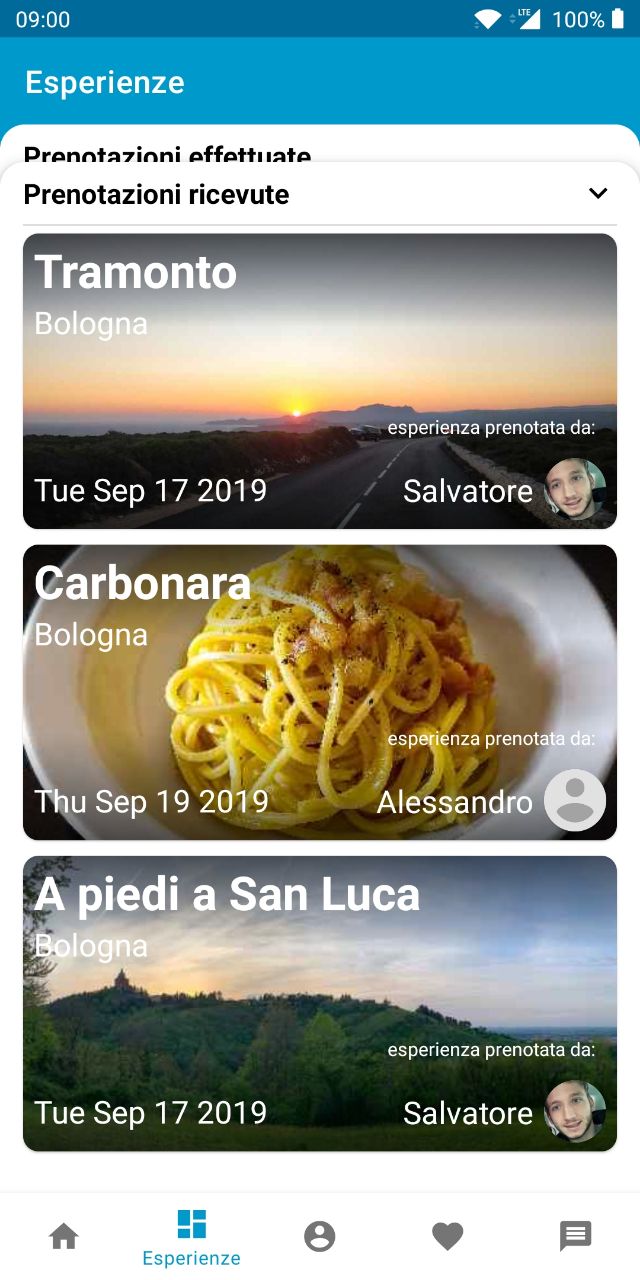 09:00
LTE
100%
Esperienze
Prenotazioni effettuate
Prenotazioni ricevute
Tramonto
Bologna
esperienza prenotata da:
Tue Sep 17 2019
Salvatore
Carbonara
Bologna
esperienza prenotata da:
Thu Sep 19 2019
Alessandro
A piedi a San Luca
Bologna
esperienza prenotata da:
Tue Sep 17 2019
Salvatore
Esperienze